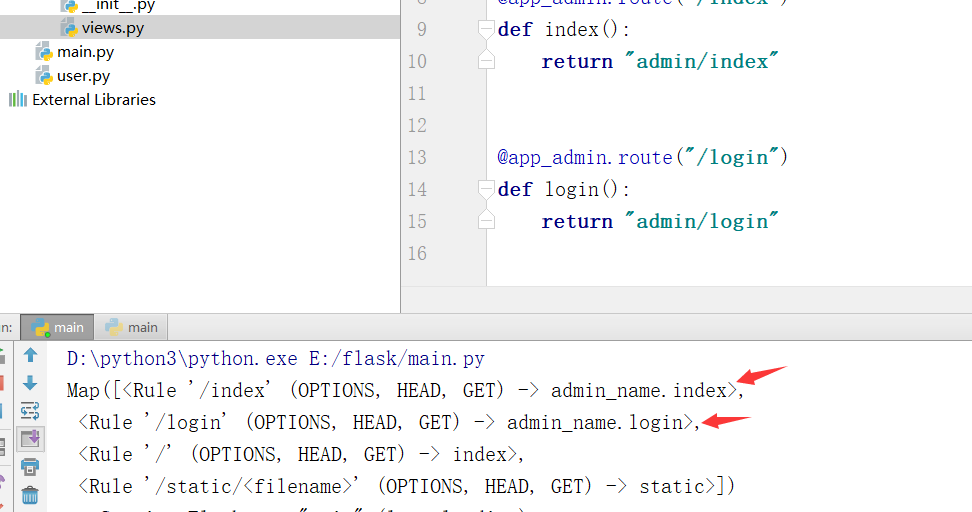 __init__.py
views.py
main.py
user.py
External Libraries
8 @app_admin.route("/index")
9 def index():
10 return "admin/index"
11
12
13 @app_admin.route("/login")
14 def login():
15 return "admin/login"
16
n: main main
D:\python3\python.exe E:/flask/main.py
Map([<Rule '/index' (OPTIONS, HEAD, GET) -> admin_name.index>,
<Rule '/login' (OPTIONS, HEAD, GET) -> admin_name.login>,
<Rule '/' (OPTIONS, HEAD, GET) -> index>,
<Rule '/static/<filename>' (OPTIONS, HEAD, GET) -> static>])